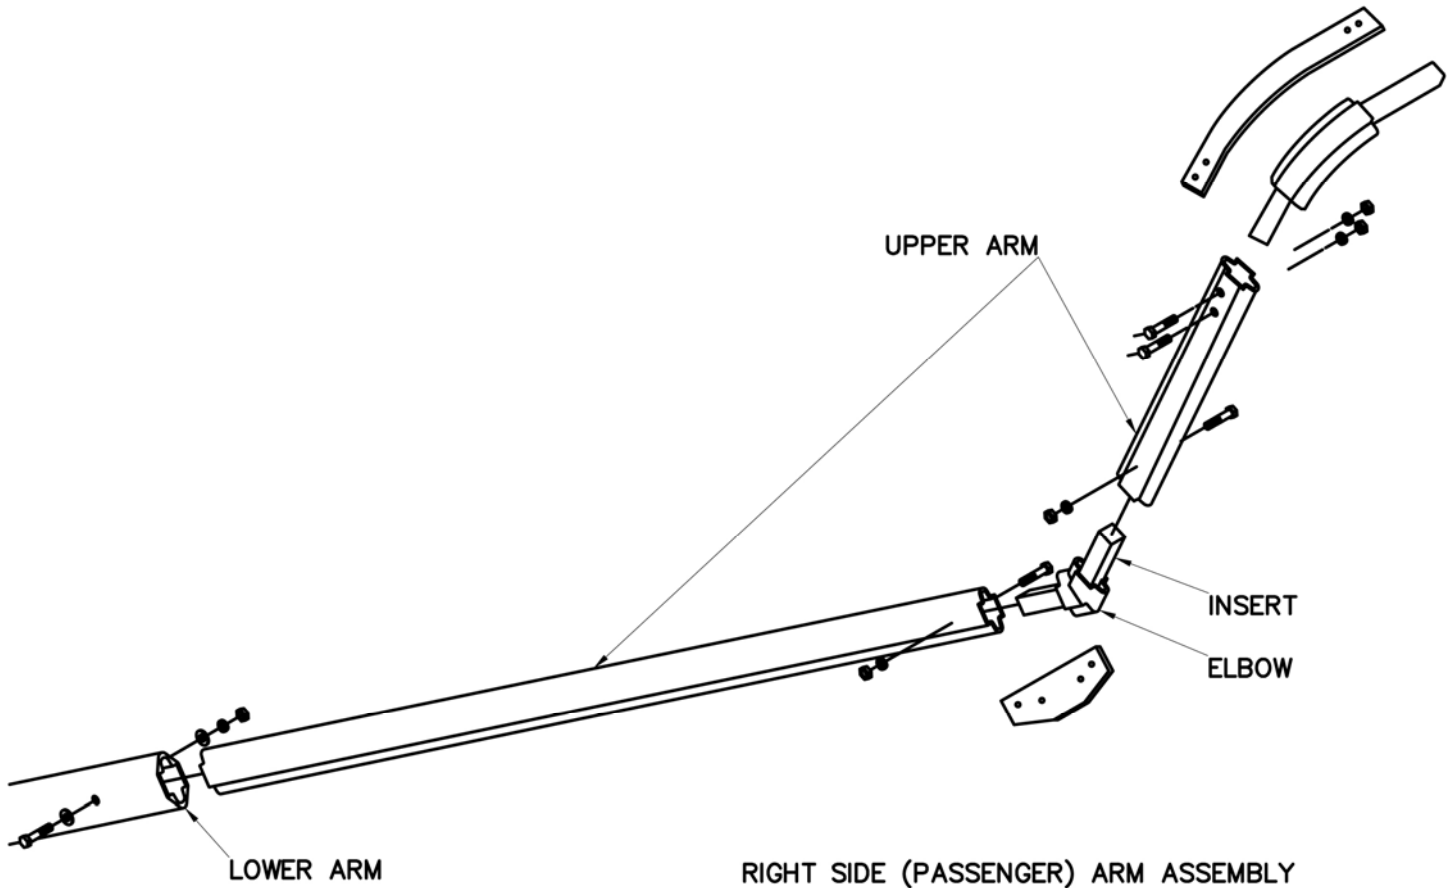 UPPER ARM
INSERT
ELBOW
LOWER ARM
RIGHT SIDE (PASSENGER) ARM ASSEMBLY